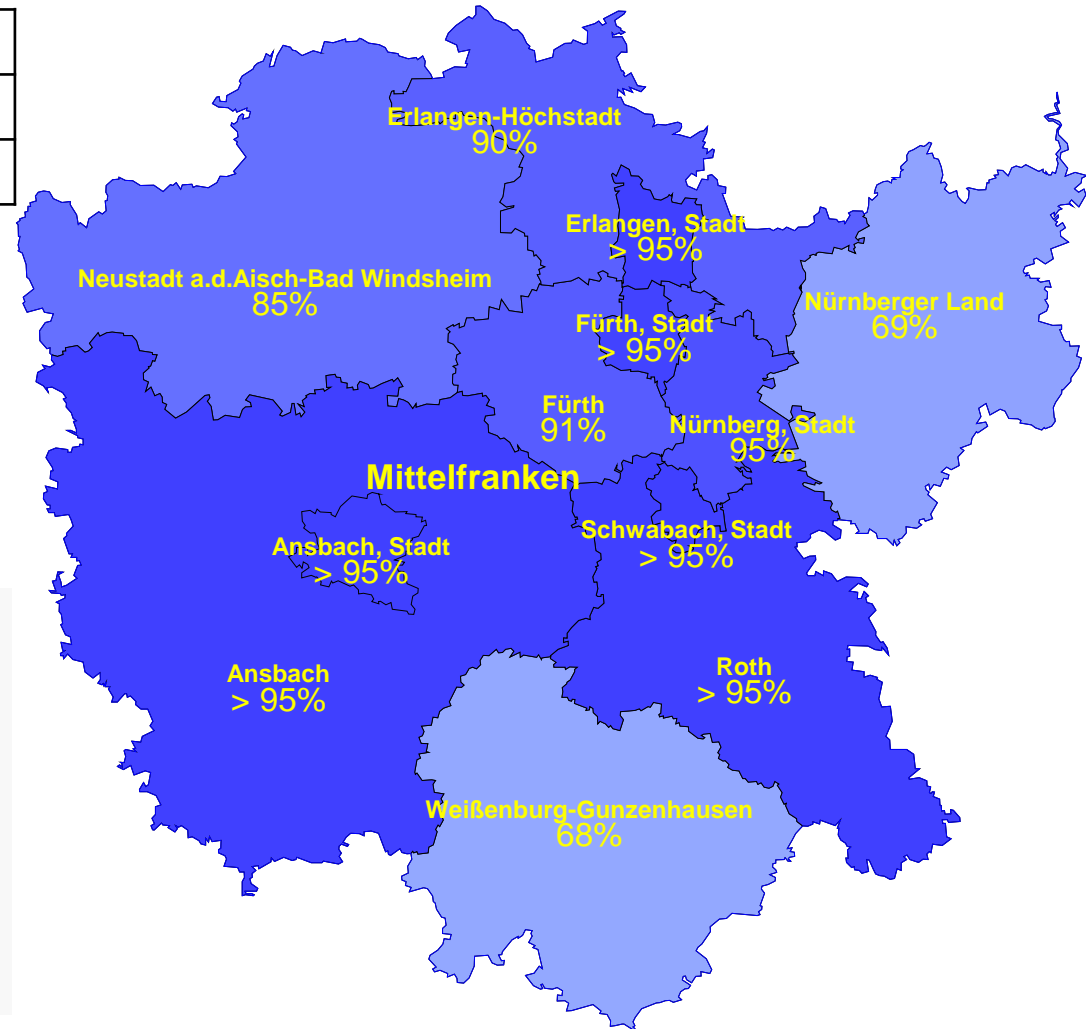 Erlangen-Höchstadt
90%
Erlangen, Stadt
> 95%
Neustadt a.d.Aisch-Bad Windsheim
85%
Nürnberger Land
69%
Fürth, Stadt
> 95%
Fürth
91%
Nürnberg, Stadt
95%
Mittelfranken
Schwabach, Stadt
> 95%
Ansbach, Stadt
> 95%
Ansbach
> 95%
Roth
> 95%
Weißenburg-Gunzenhausen
68%